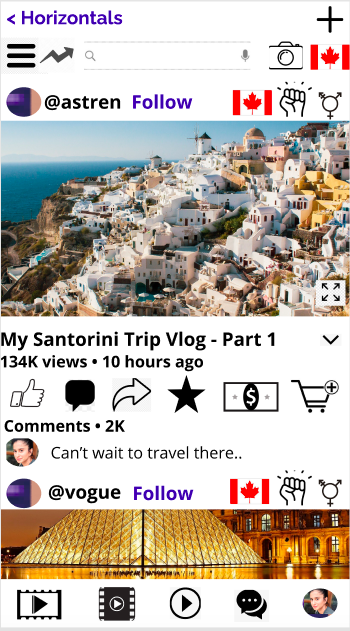 < Horizontals
@astren Follow
My Santorini Trip Vlog - Part 1
134K views • 10 hours ago
$
Comments • 2K
Can’t wait to travel there..
@vogue Follow